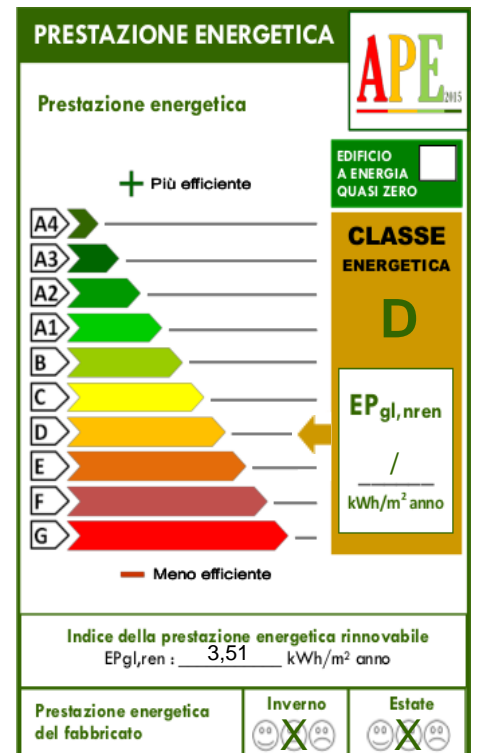 PRESTAZIONE ENERGETICA
APE 2015
Prestazione energetica
EDIFICIO
A ENERGIA
QUASI ZERO
+ Più efficiente
CLASSE
ENERGETICA
D
A4
A3
A2
A1
B
C
D
E
F
G
EPgl,nren
/
kWh/m² anno
— Meno efficiente
Indice della prestazione energetica rinnovabile
EPgl,ren : 3,51 kWh/m² anno
Prestazione energetica
del fabbricato
Inverno
X
Estate
X